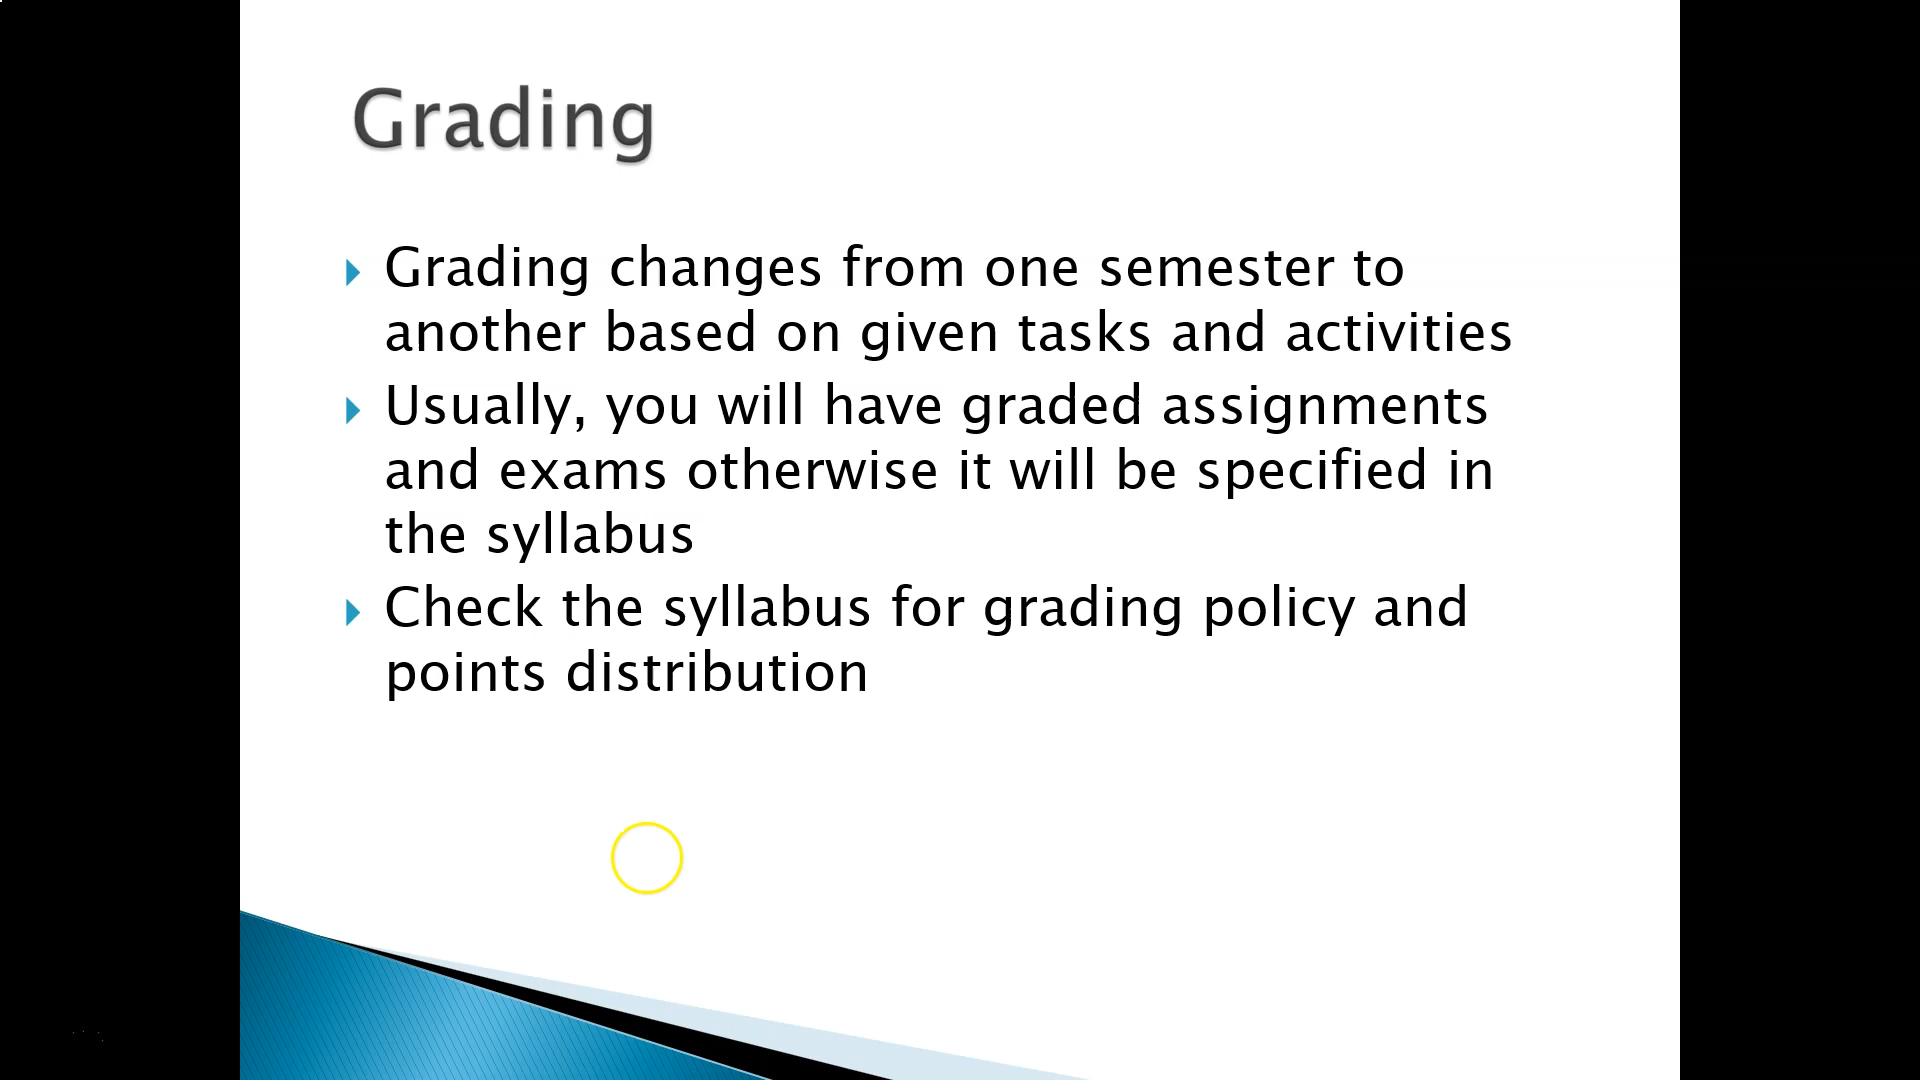 Grading
Grading changes from one semester to
another based on given tasks and activities
Usually, you will have graded assignments
and exams otherwise it will be specified in
the syllabus
Check the syllabus for grading policy and
points distribution